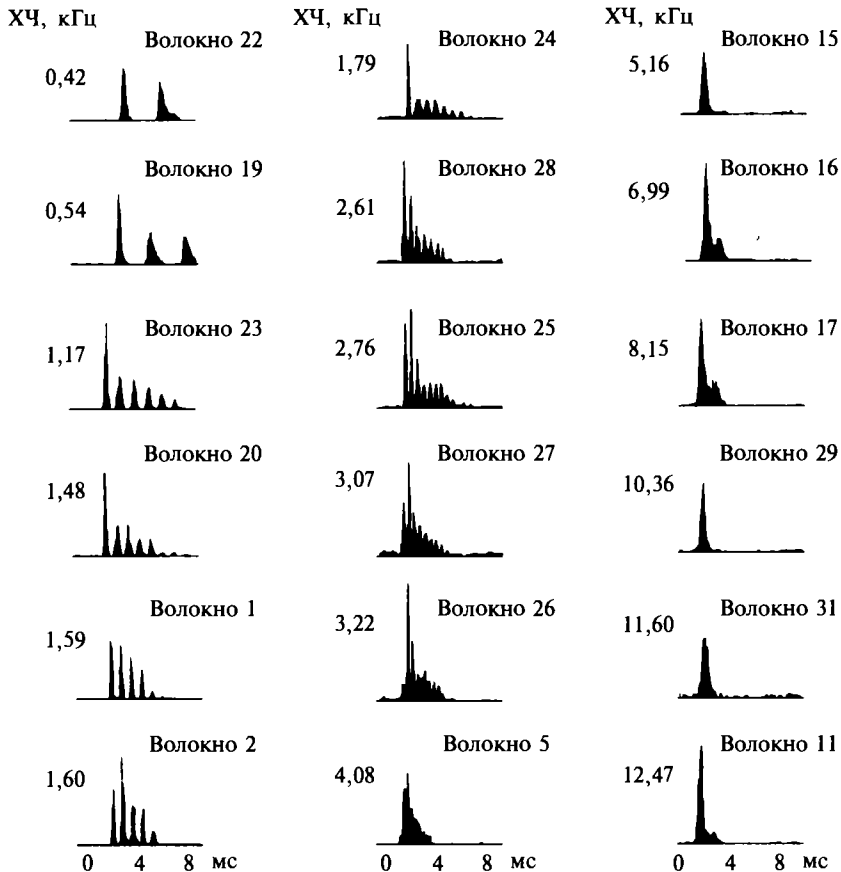 ХЧ, кГц
Волокно 22
0,42
Волокно 19
0,54
Волокно 23
1,17
Волокно 20
1,48
Волокно 1
1,59
Волокно 2
1,60
0 4 8 мс
ХЧ, кГц
Волокно 24
1,79
Волокно 28
2,61
Волокно 25
2,76
Волокно 27
3,07
Волокно 26
3,22
Волокно 5
4,08
0 4 8 мс
ХЧ, кГц
Волокно 15
5,16
Волокно 16
6,99
Волокно 17
8,15
Волокно 29
10,36
Волокно 31
11,60
Волокно 11
12,47
0 4 8 мс